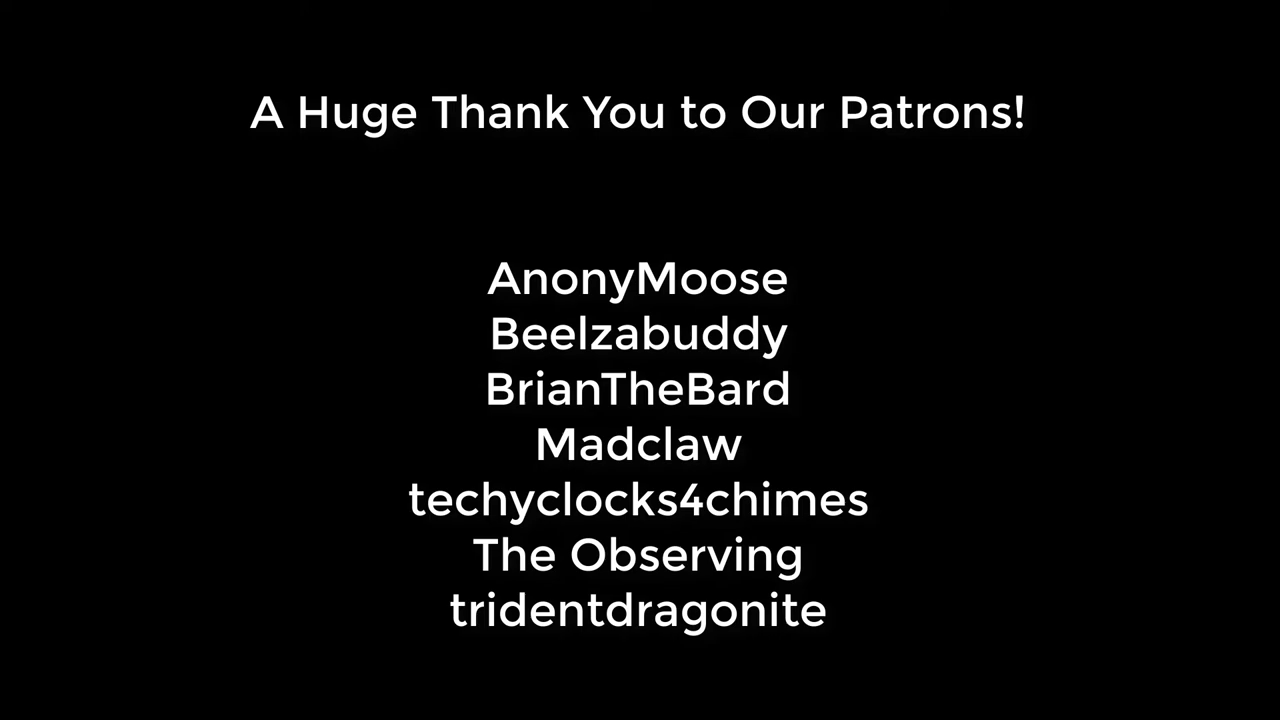 A Huge Thank You to Our Patrons!
AnonyMoose
Beelzabuddy
BrianTheBard
Madclaw
techyclocks4chimes
The Observing
tridentdragonite